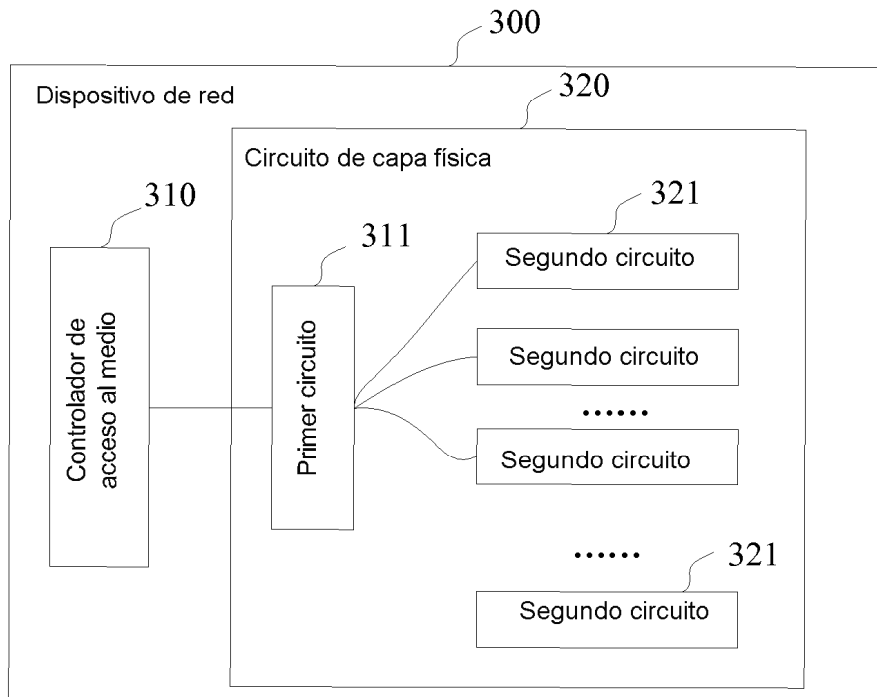 300
Dispositivo de red
320
Circuito de capa física
310
311
321
Segundo circuito
Controlador de
acceso al medio
Primer circuito
Segundo circuito
......
Segundo circuito
......
321
Segundo circuito